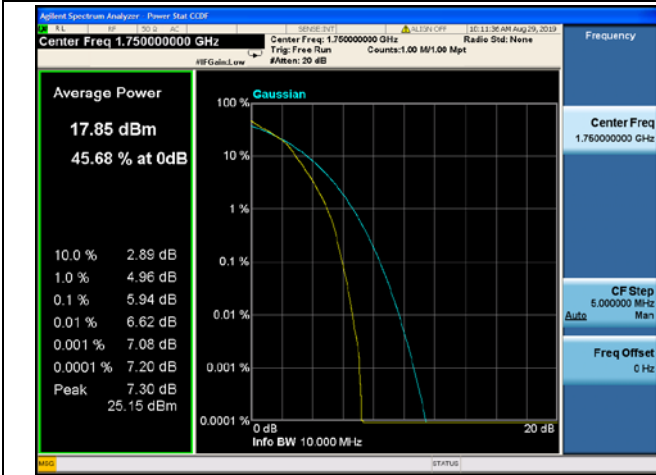 Agilent Spectrum Analyzer - Power Stat CCDF
RL RF 50 Ω AC SENSE:INT ALIGN OFF 10:11:36 AM Aug 29, 2019
Center Freq 1.750000000 GHz
Center Freq: 1.750000000 GHz Radio Std: None
Trig: Free Run Counts:1.00 M/1.00 Mpt
#IFGain:Low #Atten: 20 dB
Frequency
Average Power
17.85 dBm
45.68 % at 0dB
10.0 % 2.89 dB
1.0 % 4.96 dB
0.1 % 5.94 dB
0.01 % 6.62 dB
0.001 % 7.08 dB
0.0001 % 7.20 dB
Peak 7.30 dB
25.15 dBm
Gaussian
100 %
10 %
1 %
0.1 %
0.01 %
0.001 %
0.0001 %
0 dB 20 dB
Info BW 10.000 MHz
Center Freq
1.750000000 GHz
CF Step
5.000000 MHz
Auto Man
Freq Offset
0 Hz
MSG STATUS